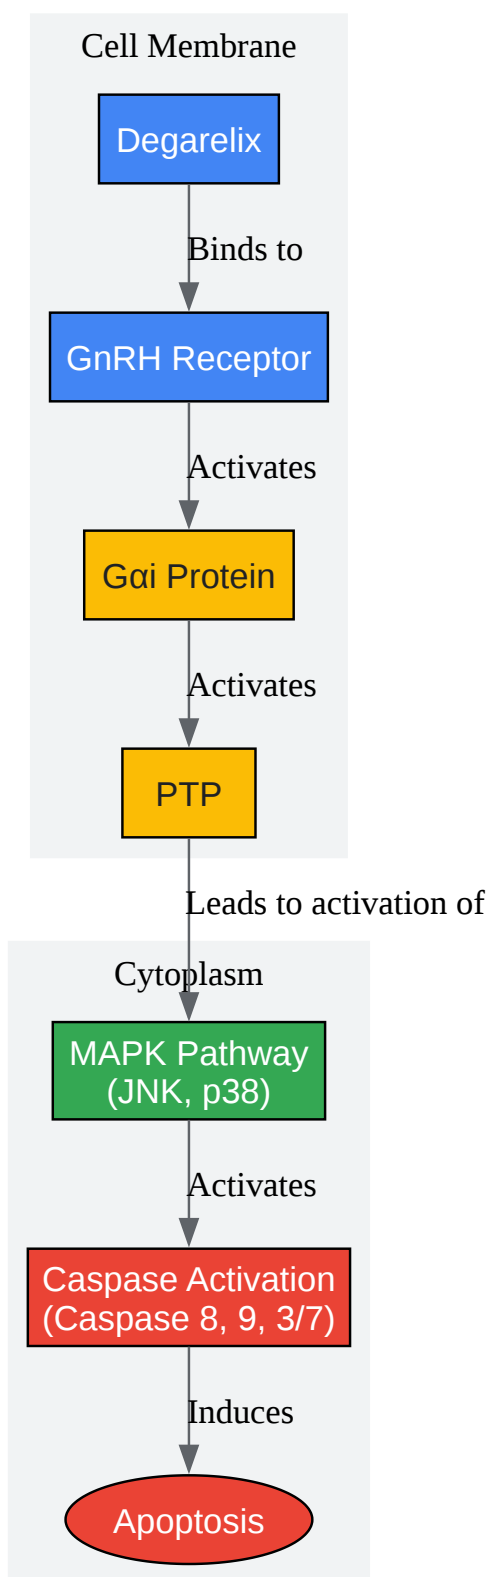 Cell Membrane
Degarelix
Binds to
GnRH Receptor
Activates
Gαi Protein
Activates
PTP
Leads to activation of
Cytoplasm
MAPK Pathway
(JNK, p38)
Activates
Caspase Activation
(Caspase 8, 9, 3/7)
Induces
Apoptosis